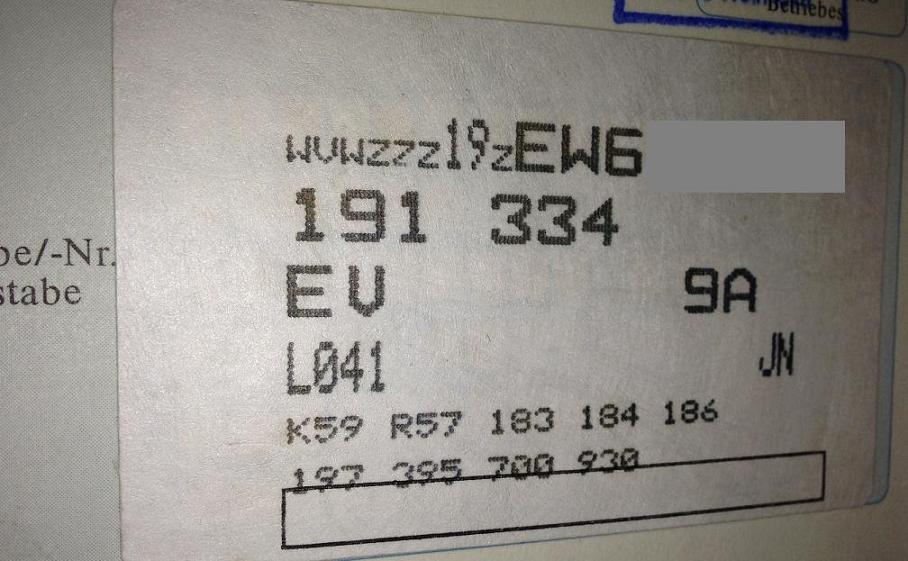 Betriebes
WVWZZZ19ZEW6
191 334
EV 9A
L041 JN
K59 R57 183 184 186
197 395 700 930
be/-Nr.
stabe